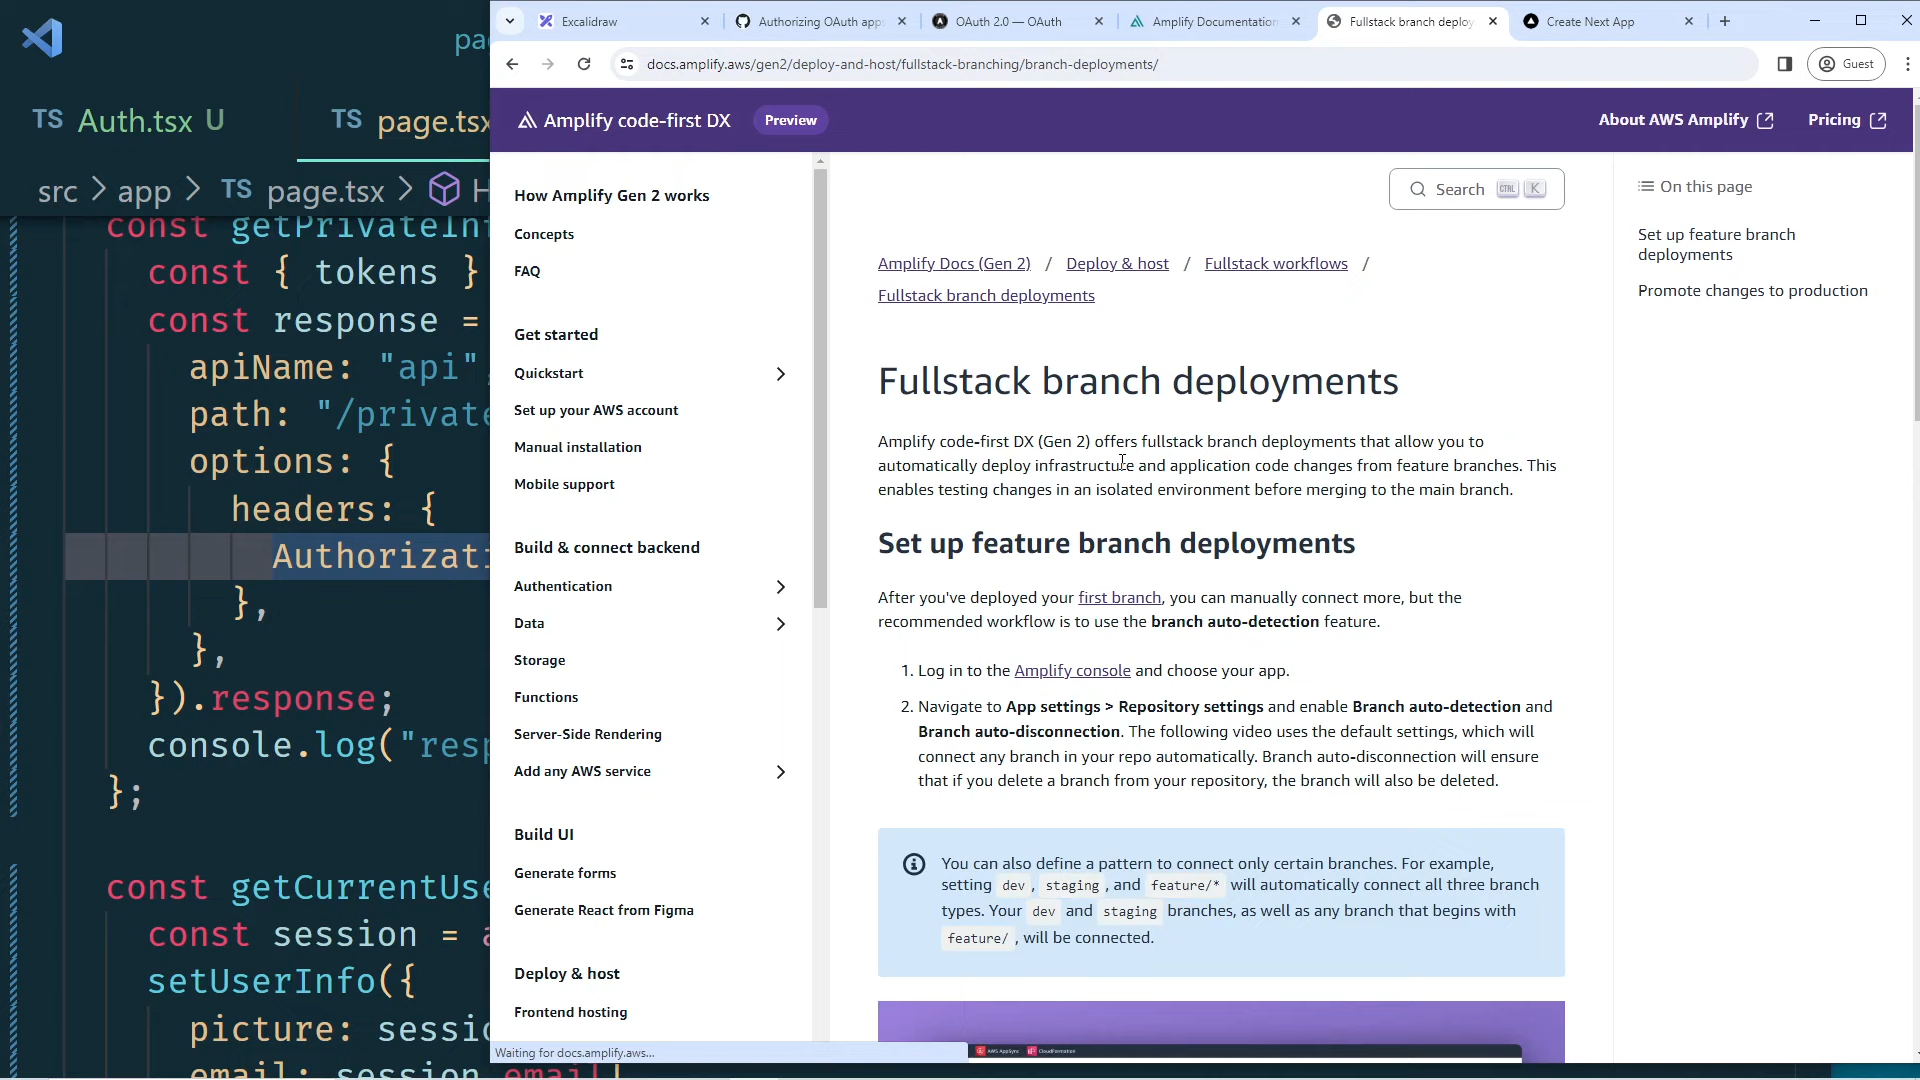 TS Auth.tsx U
TS page.tsx
src > app > TS page.tsx > H
const
const { tokens }
const response =
apiName: "api"
path: "/private
options: {
headers: {
},
},
}).response;
console.log("resp
};
const
const session = a
setUserInfo({
picture:
Excalidraw
Authorizing OAuth apps
OAuth 2.0 — OAuth
Amplify Documentation
Fullstack branch deploy
Create Next App
docs.amplify.aws/gen2/deploy-and-host/fullstack-branching/branch-deployments/
Guest
Amplify code-first DX
Preview
About AWS Amplify
Pricing
How Amplify Gen 2 works
Concepts
FAQ
Get started
Quickstart
Set up your AWS account
Manual installation
Mobile support
Build & connect backend
Authentication
Data
Storage
Functions
Server-Side Rendering
Add any AWS service
Build UI
Generate forms
Generate React from Figma
Deploy & host
Frontend hosting
Waiting for docs.amplify.aws...
Search CTRL K
Amplify Docs (Gen 2) / Deploy & host / Fullstack workflows /
Fullstack branch deployments
Fullstack branch deployments
Amplify code-first DX (Gen 2) offers fullstack branch deployments that allow you to
automatically deploy infrastructure and application code changes from feature branches. This
enables testing changes in an isolated environment before merging to the main branch.
Set up feature branch deployments
After you've deployed your first branch, you can manually connect more, but the
recommended workflow is to use the branch auto-detection feature.
1. Log in to the Amplify console and choose your app.
2. Navigate to App settings > Repository settings and enable Branch auto-detection and
Branch auto-disconnection. The following video uses the default settings, which will
connect any branch in your repo automatically. Branch auto-disconnection will ensure
that if you delete a branch from your repository, the branch will also be deleted.
You can also define a pattern to connect only certain branches. For example,
setting dev , staging , and feature/* will automatically connect all three branch
types. Your dev and staging branches, as well as any branch that begins with
feature/ , will be connected.
AWS AppSync CloudFormation
On this page
Set up feature branch
deployments
Promote changes to production